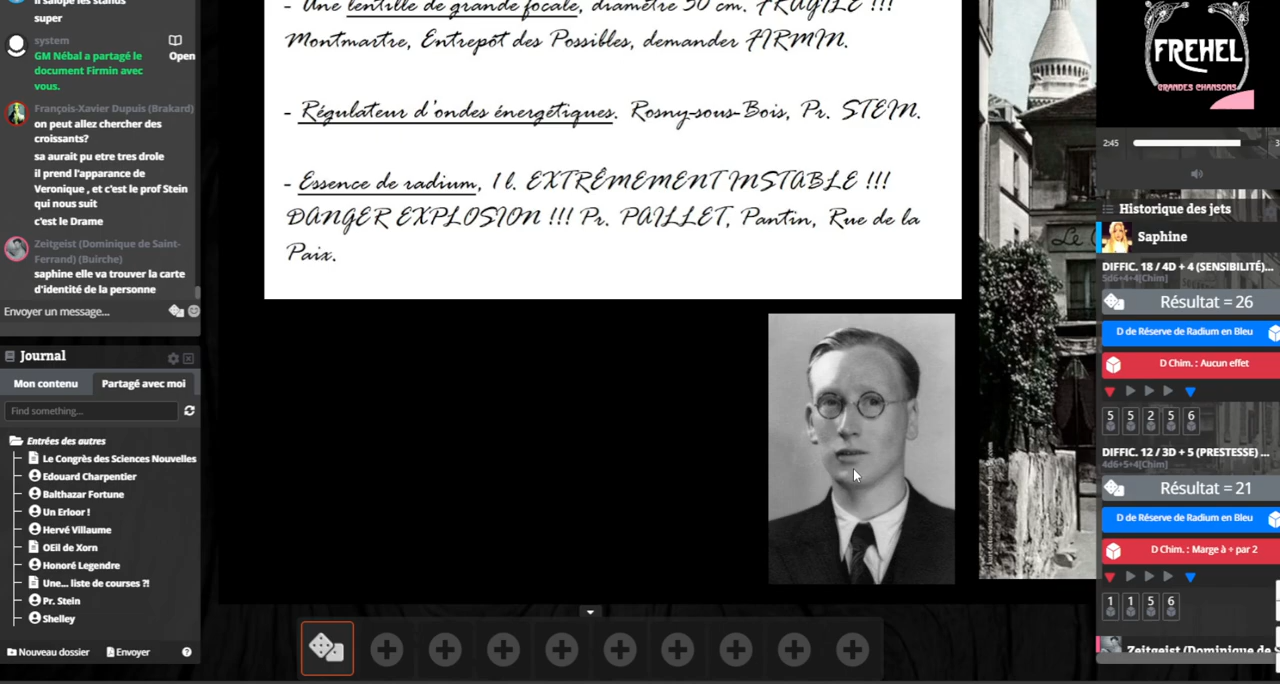 super
system
GM Nébal a partagé le
document Firmin avec
vous.
Open
François-Xavier Dupuis (Brakard)
on peut allez chercher des
croissants?
sa aurait pu etre tres drole
il prend l'apparance de
Veronique , et c'est le prof Stein
qui nous suit
c'est le Drame
Zeitgeist (Dominique de Saint-
Ferrand) (Buirche)
saphine elle va trouver la carte
d'identité de la personne
Envoyer un message...
Journal
Mon contenu
Partagé avec moi
Find something...
Entrées des autres
Le Congrès des Sciences Nouvelles
Edouard Charpentier
Balthazar Fortune
Un Erloor !
Hervé Villaume
OEil de Xorn
Honoré Legendre
Une... liste de courses ?!
Pr. Stein
Shelley
Nouveau dossier
Envoyer
?
- Une lentille de grande focale, diamètre 50 cm. FRAGILE !!!
Montmartre, Entrepôt des Possibles, demander FIRMIN.
- Régulateur d'ondes énergétiques. Rosny-sous-Bois, Pr. STEIN.
- Essence de radium, 1 l. EXTRÊMEMENT INSTABLE !!!
DANGER EXPLOSION !!! Pr. PAILLET, Pantin, Rue de la
Paix.
FREHEL
GRANDES CHANSONS
2:45
Historique des jets
Saphine
DIFFIC. 18 / 4D + 4 (SENSIBILITÉ)...
5d6+4+4[Chim]
Résultat = 26
D de Réserve de Radium en Bleu
D Chim. : Aucun effet
5 5 2 5 6
DIFFIC. 12 / 3D + 5 (PRESTESSE) ...
4d6+5+4[Chim]
Résultat = 21
D de Réserve de Radium en Bleu
D Chim. : Marge à ÷ par 2
1 1 5 6
Zeitgeist (Dominique de